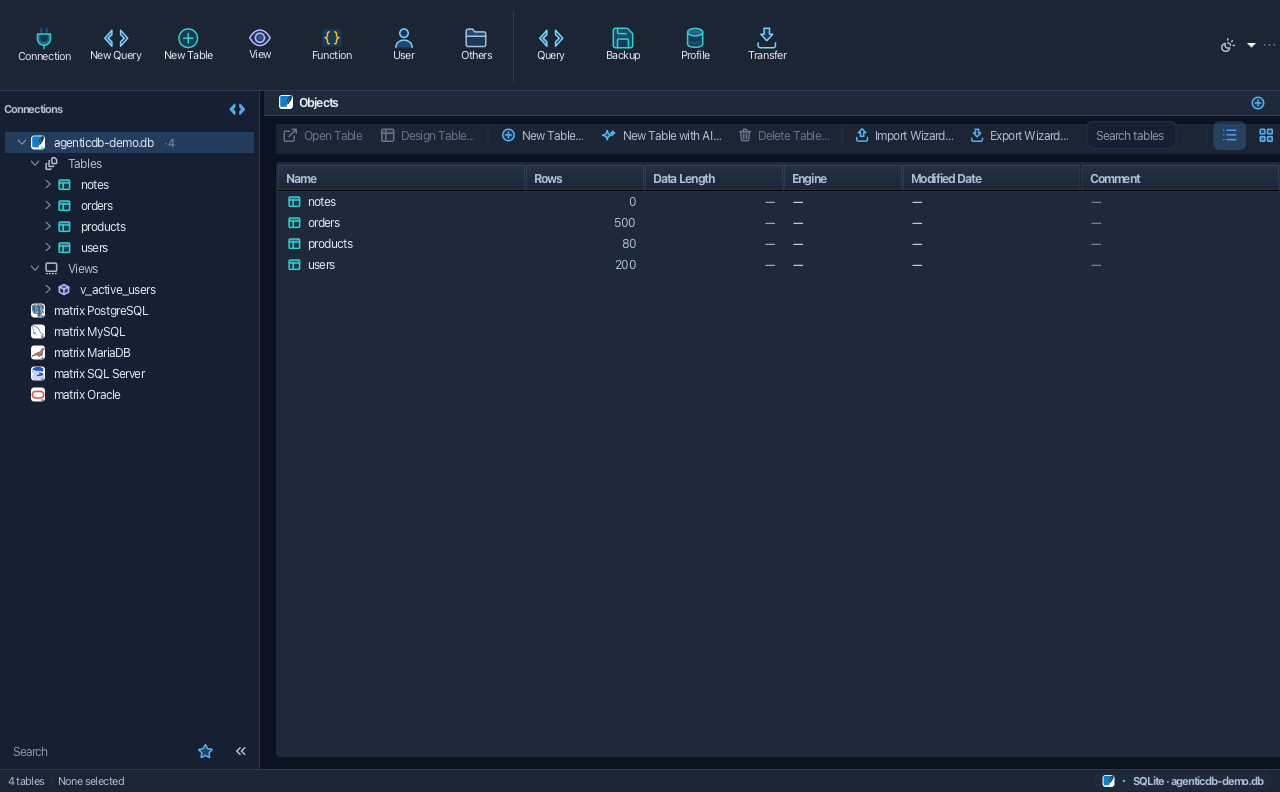 Connection New Query New Table View Function User Others Query Backup Profile Transfer
Connections
agenticdb-demo.db · 4
Tables
notes
orders
products
users
Views
v_active_users
matrix PostgreSQL
matrix MySQL
matrix MariaDB
matrix SQL Server
matrix Oracle
Search
Objects
Open Table Design Table... New Table... New Table with AI... Delete Table... Import Wizard... Export Wizard... Search tables
Name Rows Data Length Engine Modified Date Comment
notes 0 — — — —
orders 500 — — — —
products 80 — — — —
users 200 — — — —
4 tables None selected SQLite · agenticdb-demo.db